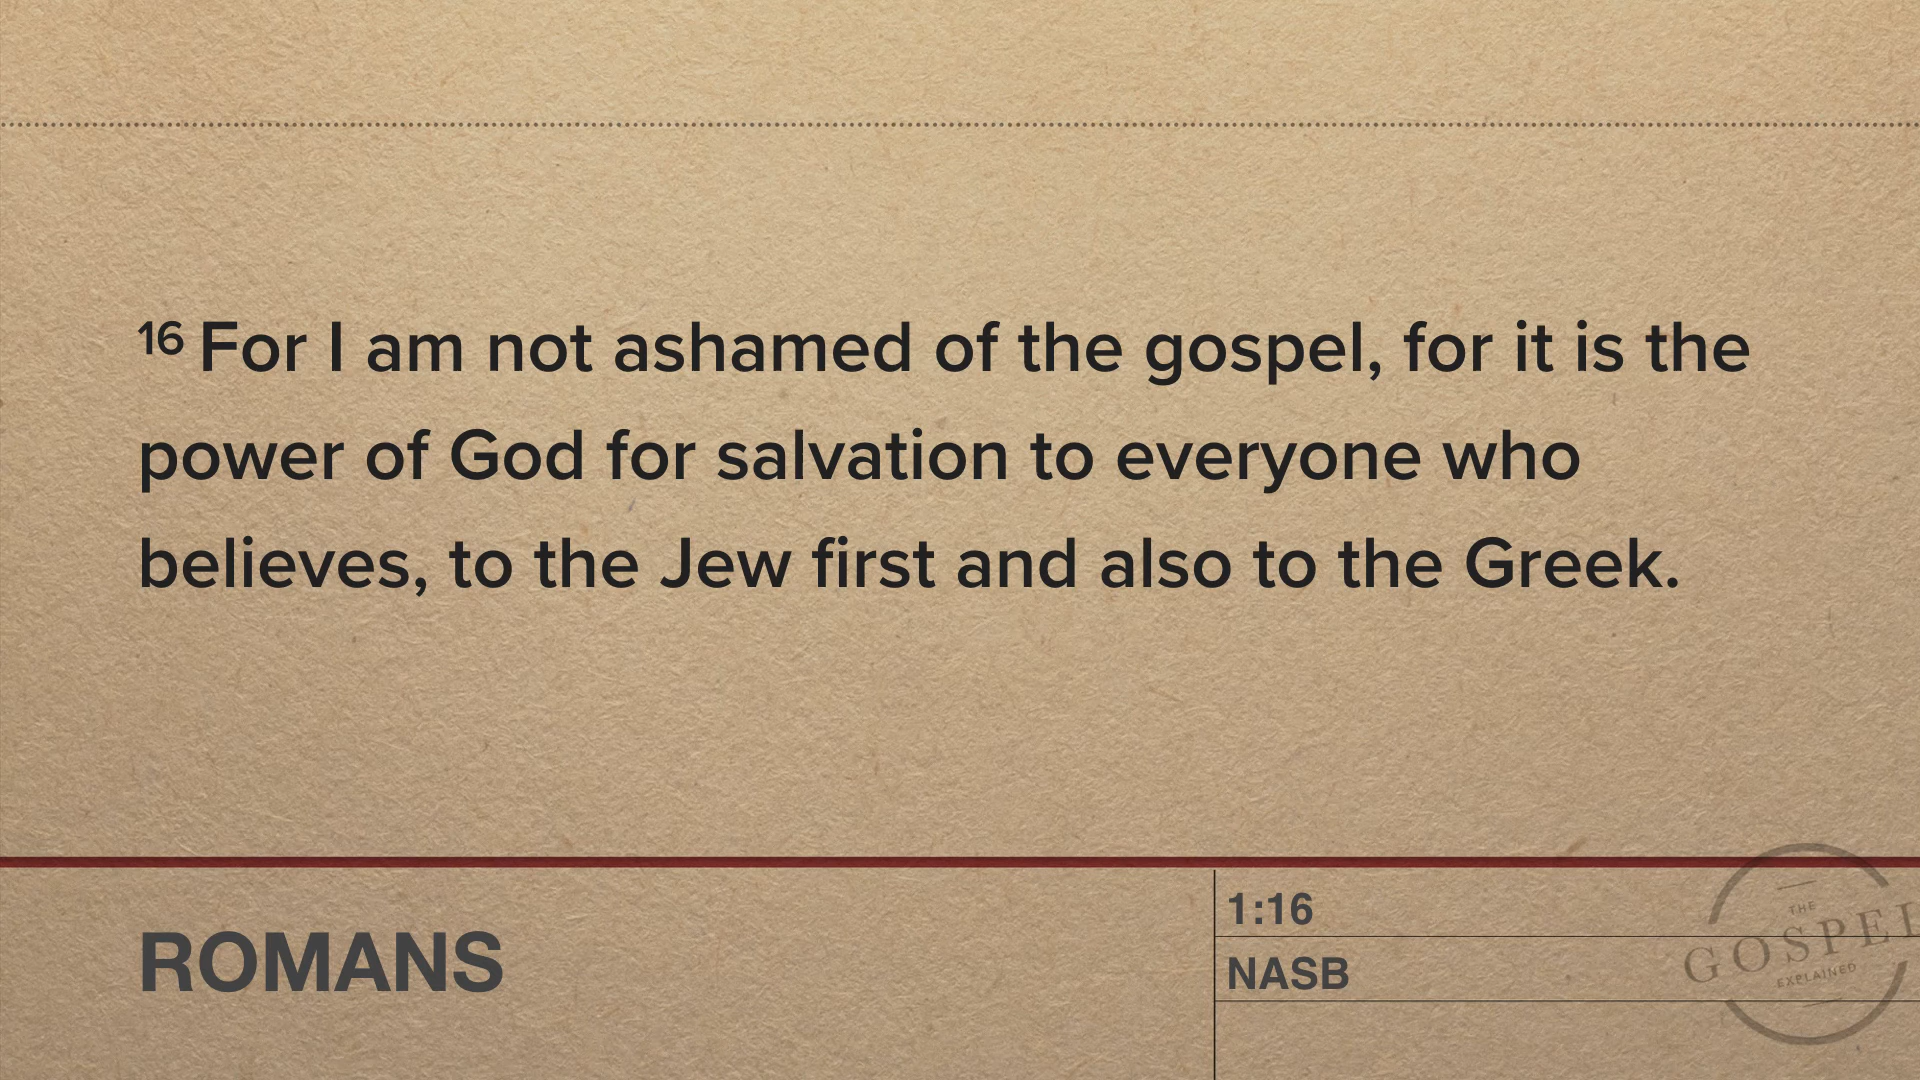 16 For I am not ashamed of the gospel, for it is the
power of God for salvation to everyone who
believes, to the Jew first and also to the Greek.
ROMANS
1:16
NASB
THE
GOSPEL
EXPLAINED